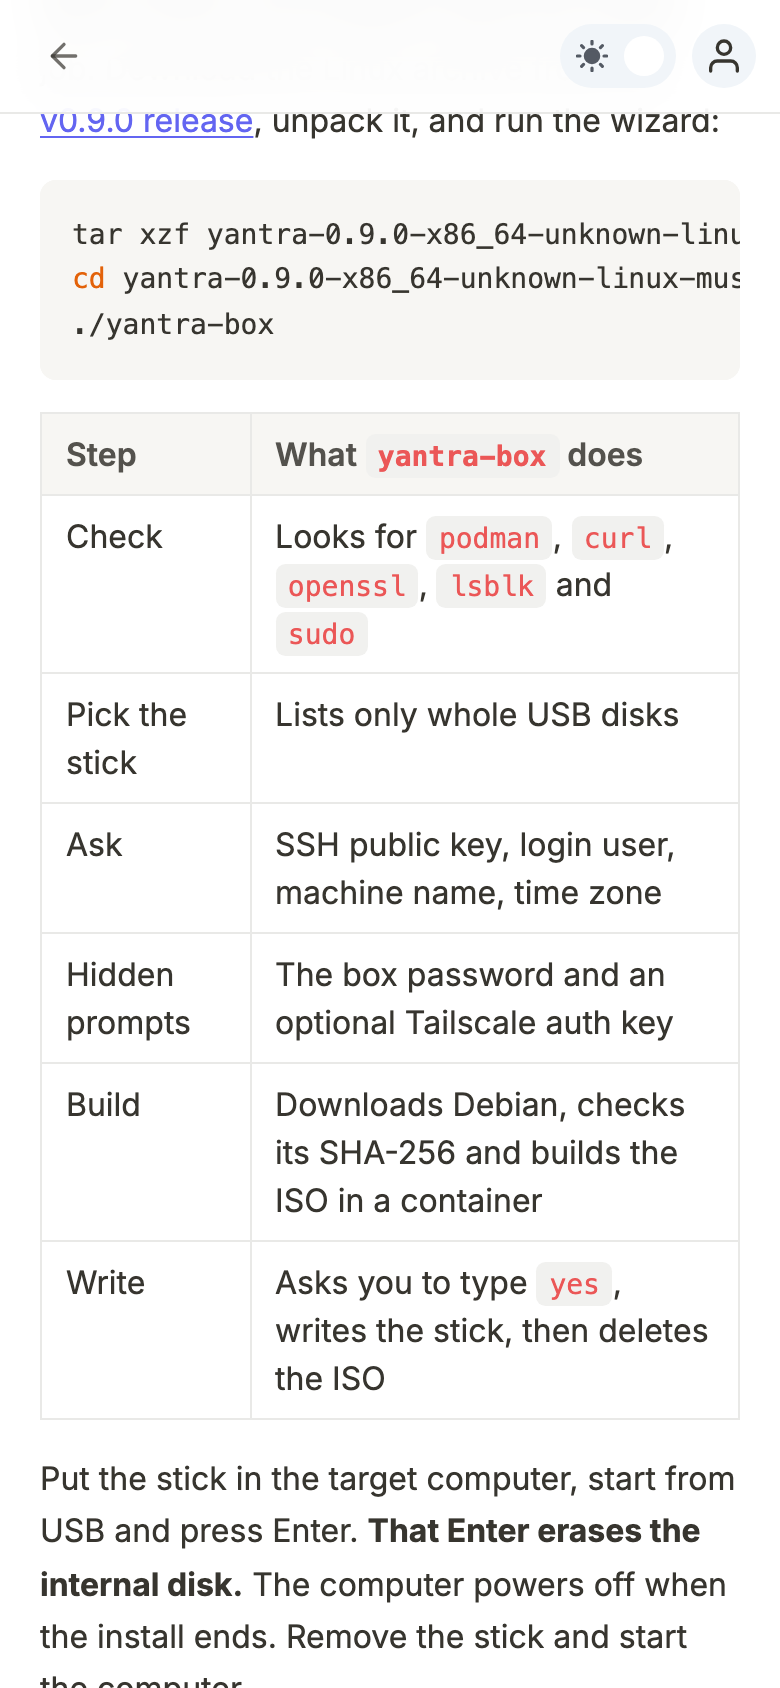 v0.9.0 release, unpack it, and run the wizard:
tar xzf yantra-0.9.0-x86_64-unknown-linu
cd yantra-0.9.0-x86_64-unknown-linux-mus
./yantra-box
Step What yantra-box does
Check Looks for podman, curl,
openssl, lsblk and
sudo
Pick the Lists only whole USB disks
stick
Ask SSH public key, login user,
machine name, time zone
Hidden The box password and an
prompts optional Tailscale auth key
Build Downloads Debian, checks
its SHA-256 and builds the
ISO in a container
Write Asks you to type yes,
writes the stick, then deletes
the ISO
Put the stick in the target computer, start from
USB and press Enter. That Enter erases the
internal disk. The computer powers off when
the install ends. Remove the stick and start
the computer